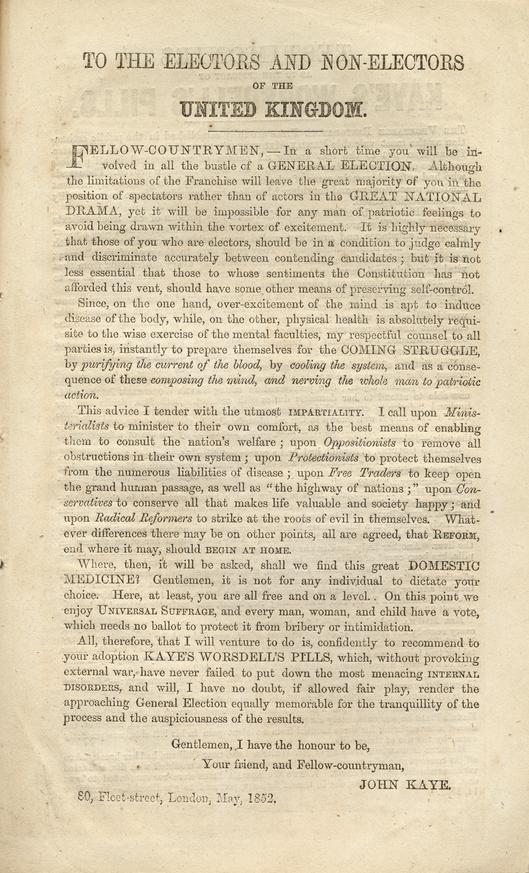 TO THE ELECTORS AND NON-ELECTORS
OF THE
UNITED KINGDOM.
FELLOW-COUNTRYMEN,—In a short time you will be in-
volved in all the bustle of a GENERAL ELECTION. Although
the limitations of the Franchise will leave the great majority of you in the
position of spectators rather than of actors in the GREAT NATIONAL
DRAMA, yet it will be impossible for any man of patriotic feelings to
avoid being drawn within the vortex of excitement. It is highly necessary
that those of you who are electors, should be in a condition to judge calmly
and discriminate accurately between contending candidates; but it is not
less essential that those to whose sentiments the Constitution has not
afforded this vent, should have some other means of preserving self-control.
Since, on the one hand, over-excitement of the mind is apt to induce
disease of the body, while, on the other, physical health is absolutely requi-
site to the wise exercise of the mental faculties, my respectful counsel to all
parties is, instantly to prepare themselves for the COMING STRUGGLE,
by purifying the current of the blood, by cooling the system, and as a conse-
quence of these composing the mind, and nerving the whole man to patriotic
action.
This advice I tender with the utmost IMPARTIALITY. I call upon Minis-
terialists to minister to their own comfort, as the best means of enabling
them to consult the nation's welfare; upon Oppositionists to remove all
obstructions in their own system; upon Protectionists to protect themselves
from the numerous liabilities of disease; upon Free Traders to keep open
the grand human passage, as well as "the highway of nations;" upon Con-
servatives to conserve all that makes life valuable and society happy; and
upon Radical Reformers to strike at the roots of evil in themselves. What-
ever differences there may be on other points, all are agreed, that REFORM,
end where it may, should BEGIN AT HOME.
Where, then, it will be asked, shall we find this great DOMESTIC
MEDICINE? Gentlemen, it is not for any individual to dictate your
choice. Here, at least, you are all free and on a level. On this point we
enjoy UNIVERSAL SUFFRAGE, and every man, woman, and child have a vote,
which needs no ballot to protect it from bribery or intimidation.
All, therefore, that I will venture to do is, confidently to recommend to
your adoption KAYE'S WORSDELL'S PILLS, which, without provoking
external war, have never failed to put down the most menacing INTERNAL
DISORDERS, and will, I have no doubt, if allowed fair play, render the
approaching General Election equally memorable for the tranquillity of the
process and the auspiciousness of the results.
Gentlemen, I have the honour to be,
Your friend, and Fellow-countryman,
JOHN KAYE.
80, Fleet-street, London, May, 1852.